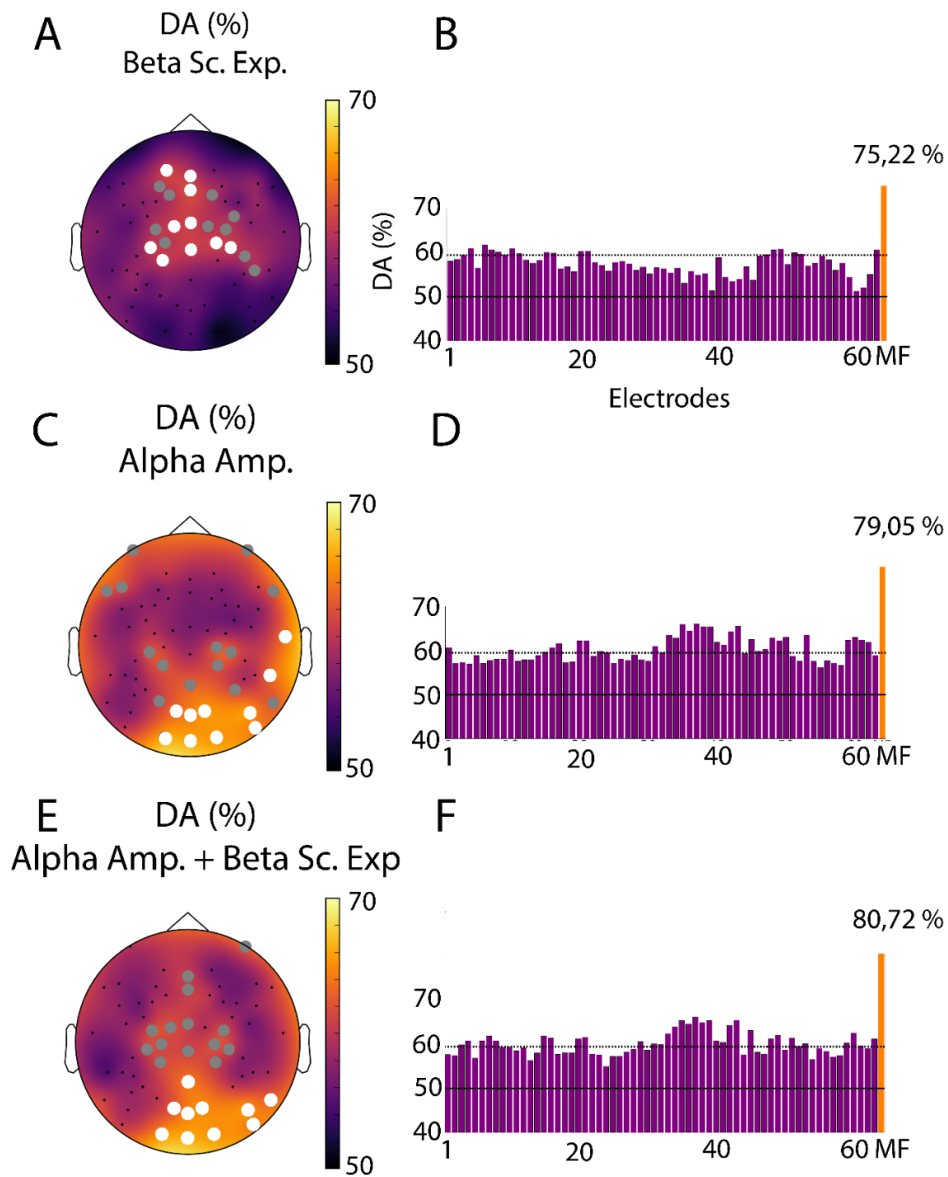 A
DA (%)
Beta Sc. Exp.
70
50
B
75,22 %
DA (%)
70
60
50
40
1
20
40
60 MF
Electrodes
C
DA (%)
Alpha Amp.
70
50
D
79,05 %
70
60
50
40
1
20
40
60 MF
E
DA (%)
Alpha Amp. + Beta Sc. Exp
70
50
F
80,72 %
70
60
50
40
1
20
40
60 MF